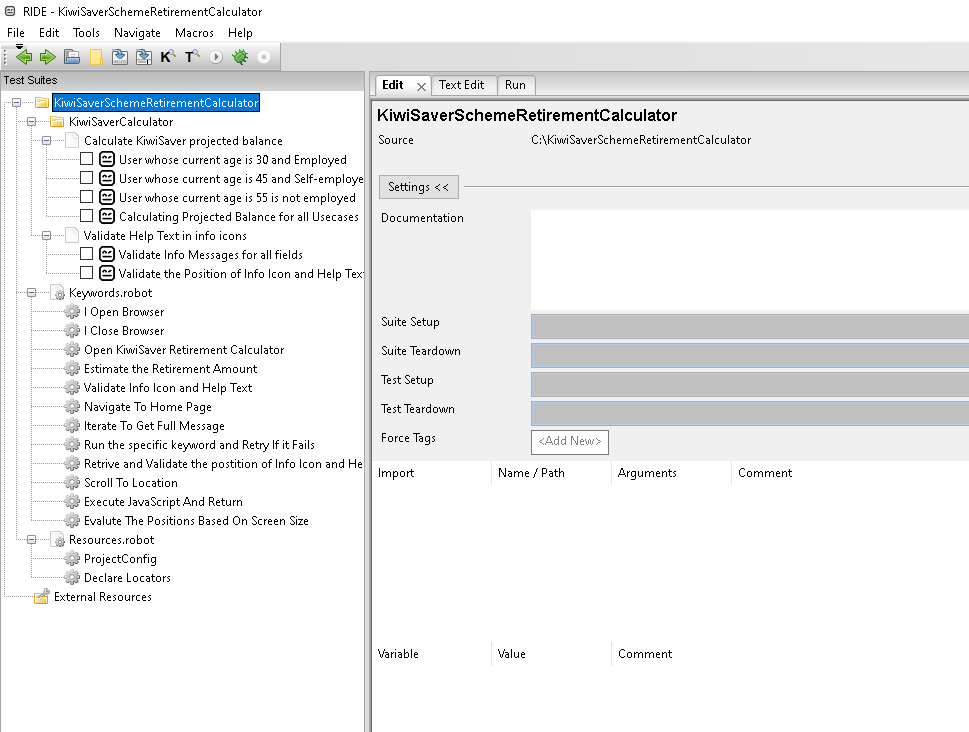 RIDE - KiwiSaverSchemeRetirementCalculator
File Edit Tools Navigate Macros Help
K T
Test Suites
KiwiSaverSchemeRetirementCalculator
KiwiSaverCalculator
Calculate KiwiSaver projected balance
User whose current age is 30 and Employed
User whose current age is 45 and Self-employe
User whose current age is 55 is not employed
Calculating Projected Balance for all Usecases
Validate Help Text in info icons
Validate Info Messages for all fields
Validate the Position of Info Icon and Help Tex
Keywords.robot
I Open Browser
I Close Browser
Open KiwiSaver Retirement Calculator
Estimate the Retirement Amount
Validate Info Icon and Help Text
Navigate To Home Page
Iterate To Get Full Message
Run the specific keyword and Retry If it Fails
Retrive and Validate the postition of Info Icon and He
Scroll To Location
Execute JavaScript And Return
Evalute The Positions Based On Screen Size
Resources.robot
ProjectConfig
Declare Locators
External Resources
Edit Text Edit Run
KiwiSaverSchemeRetirementCalculator
Source C:\KiwiSaverSchemeRetirementCalculator
Settings <<
Documentation
Suite Setup
Suite Teardown
Test Setup
Test Teardown
Force Tags <Add New>
Import Name / Path Arguments Comment
Variable Value Comment